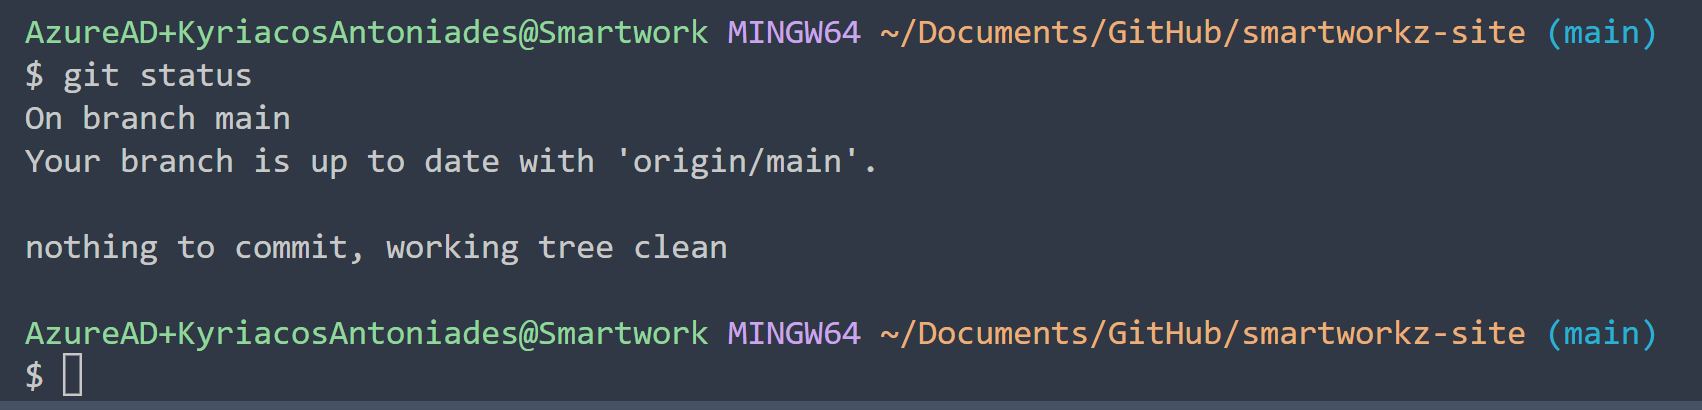 AzureAD+KyriacosAntoniades@Smartwork MINGW64 ~/Documents/GitHub/smartworkz-site (main)
$ git status
On branch main
Your branch is up to date with 'origin/main'.
nothing to commit, working tree clean
AzureAD+KyriacosAntoniades@Smartwork MINGW64 ~/Documents/GitHub/smartworkz-site (main)
$